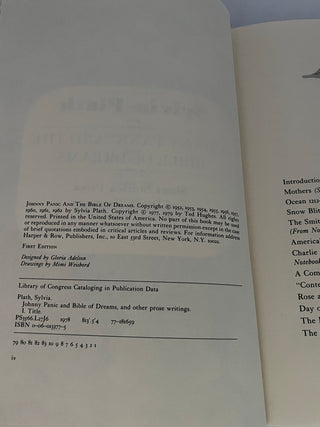 JOHNNY PANIC AND THE BIBLE OF DREAMS. Copyright © 1952, 1953, 1954, 1955, 1956, 1957,
1960, 1961, 1962 by Sylvia Plath. Copyright © 1977, 1979 by Ted Hughes. All rights
reserved. Printed in the United States of America. No part of this book may be used
or reproduced in any manner whatsoever without written permission except in the case
of brief quotations embodied in critical articles and reviews. For information address
Harper & Row, Publishers, Inc., 10 East 53rd Street, New York, N.Y. 10022.
FIRST EDITION
Designed by Gloria Adelson
Drawings by Mimi Weisbord
Library of Congress Cataloging in Publication Data
Plath, Sylvia.
Johnny Panic and Bible of Dreams, and other prose writings.
I. Title.
PS3566.L27J6 1978 813'.5'4 77-181659
ISBN 0-06-013377-5
79 80 81 82 83 10 9 8 7 6 5 4 3 2 1
iv
Introductio
Mothers (S
Ocean 121
Snow Blit
The Smit
(From No
America
Charlie
Notebook
A Com
"Conte
Rose a
Day o
The
The